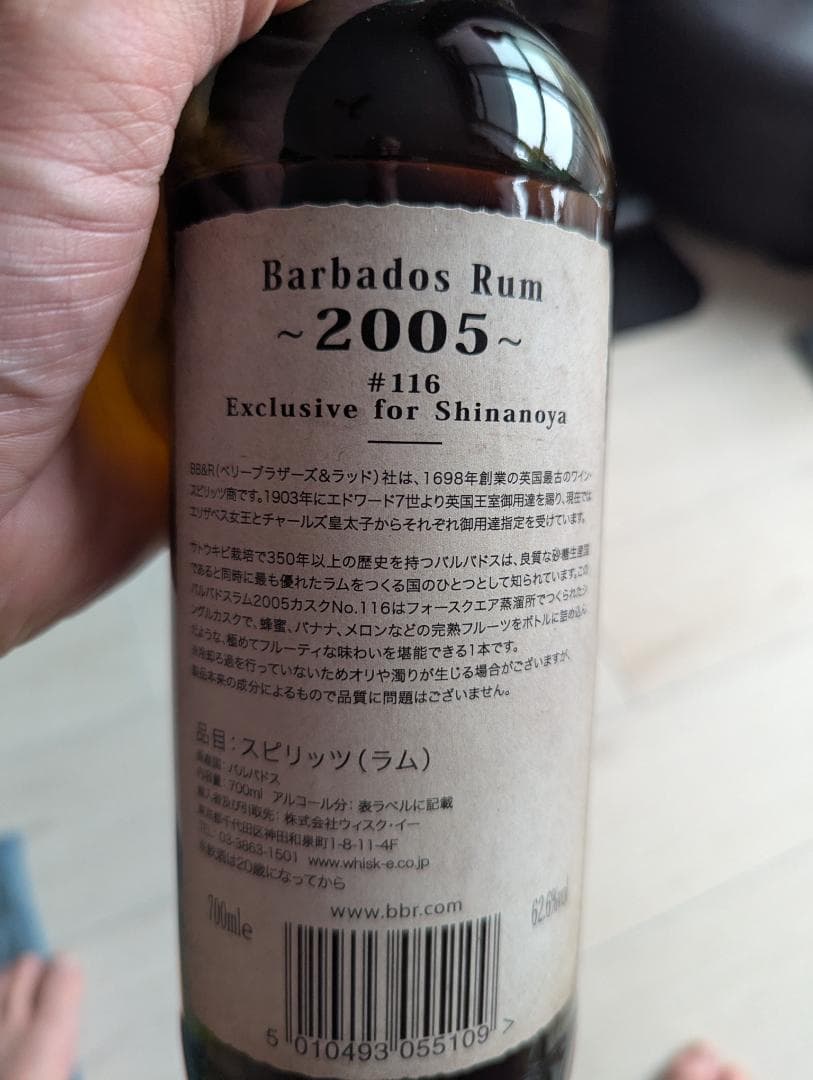 Barbados Rum
~2005~
#116
Exclusive for Shinanoya
BB&R(ベリーブラザーズ&ラッド)社は、1698年創業の英国最古のワイン・
スピリッツ商です。1903年にエドワード7世より英国王室御用達を賜り、現在では
エリザベス女王とチャールズ皇太子からそれぞれ御用達指定を受けています。
サトウキビ栽培で350年以上の歴史を持つバルバドスは、良質な砂糖生産国
であると同時に最も優れたラムをつくる国のひとつとして知られています。この
バルバドスラム2005カスクNo.116はフォースクエア蒸溜所でつくられたシ
ングルカスクで、蜂蜜、バナナ、メロンなどの完熟フルーツをボトルに詰め込ん
だような、極めてフルーティな味わいを堪能できる1本です。
※冷却ろ過を行っていないためオリや濁りが生じる場合がございますが、
製品本来の成分によるもので品質に問題はございません。
品目:スピリッツ(ラム)
原産国:バルバドス
内容量:700ml アルコール分:表ラベルに記載
輸入者及び引取先:株式会社ウィスク・イー
東京都千代田区神田和泉町1-8-11-4F
TEL 03-3863-1501 www.whisk-e.co.jp
※飲酒は20歳になってから
www.bbr.com
700mle
62.6%vol
5 010493 055109 >